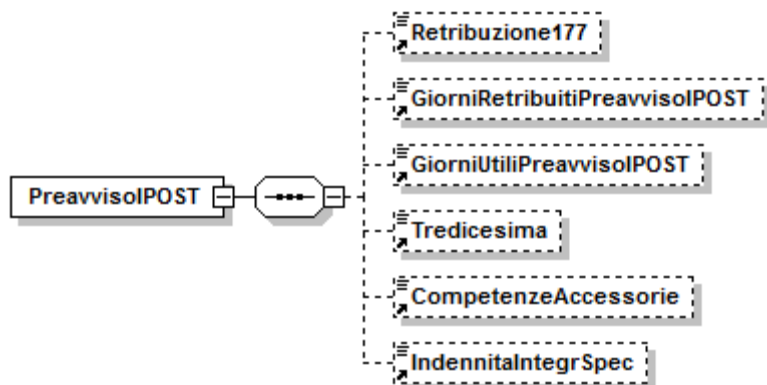 Retribuzione177
GiorniRetribuitiPreavvisoIPOST
GiorniUtiliPreavvisoIPOST
PreavvisoIPOST
Tredicesima
CompetenzeAccessorie
IndennitaIntegrSpec